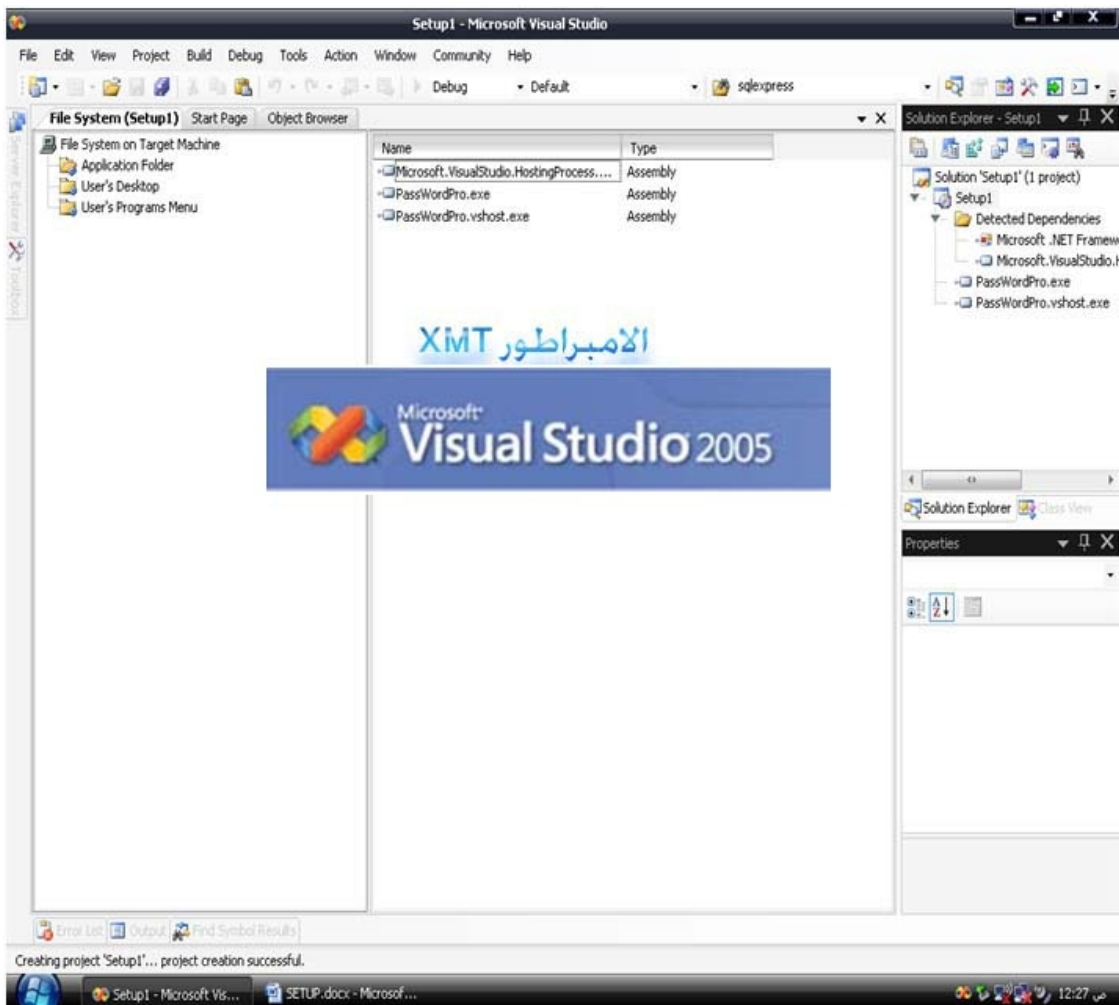 Setup1 - Microsoft Visual Studio
File Edit View Project Build Debug Tools Action Window Community Help
Debug Default sqlexpress
File System (Setup1) Start Page Object Browser
Server Explorer
Toolbox
File System on Target Machine
Application Folder
User's Desktop
User's Programs Menu
Name Type
Microsoft.VisualStudio.HostingProcess.... Assembly
PassWordPro.exe Assembly
PassWordPro.vshost.exe Assembly
الامبراطور XMT
Microsoft
Visual Studio 2005
Solution Explorer - Setup1
Solution 'Setup1' (1 project)
Setup1
Detected Dependencies
Microsoft .NET Framew
Microsoft.VisualStudio.H
PassWordPro.exe
PassWordPro.vshost.exe
Solution Explorer Class View
Properties
Error List Output Find Symbol Results
Creating project 'Setup1'... project creation successful.
Setup1 - Microsoft Vis... SETUP.docx - Microsof... 12:27 ص